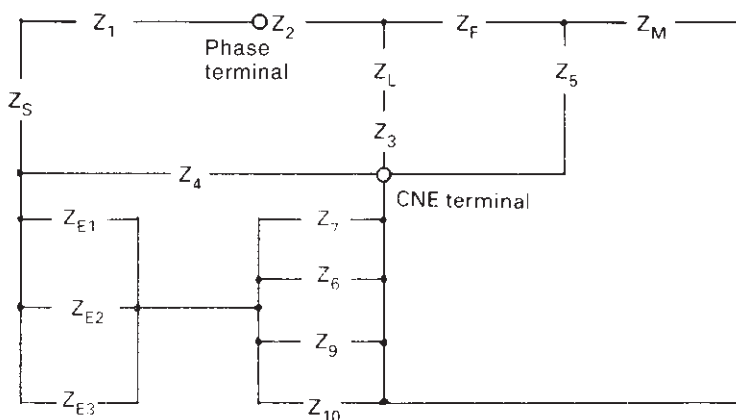 Z1 Z2 ZF ZM
Phase
terminal
ZL Z5
ZS
Z3
Z4
CNE terminal
ZE1 Z7
Z6
ZE2
Z9
ZE3 Z10